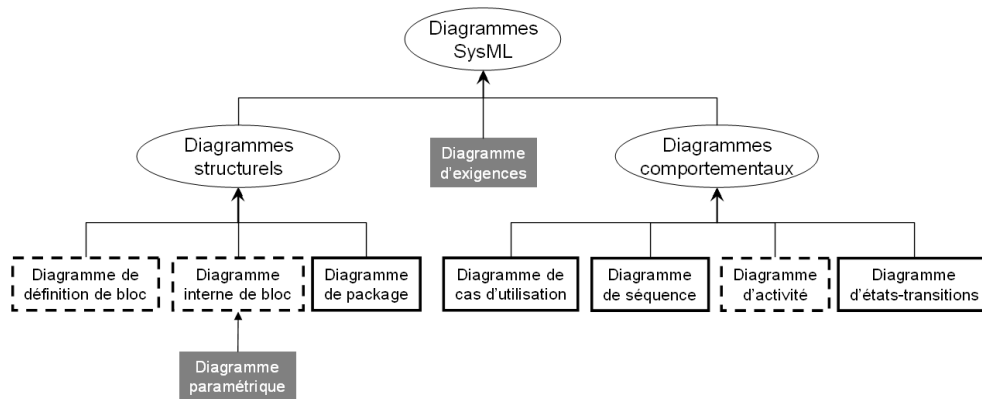 Diagrammes
SysML
Diagrammes
structurels
Diagramme
d'exigences
Diagrammes
comportementaux
Diagramme de
définition de bloc
Diagramme
interne de bloc
Diagramme
de package
Diagramme de
cas d'utilisation
Diagramme
de séquence
Diagramme
d'activité
Diagramme
d'états-transitions
Diagramme
paramétrique